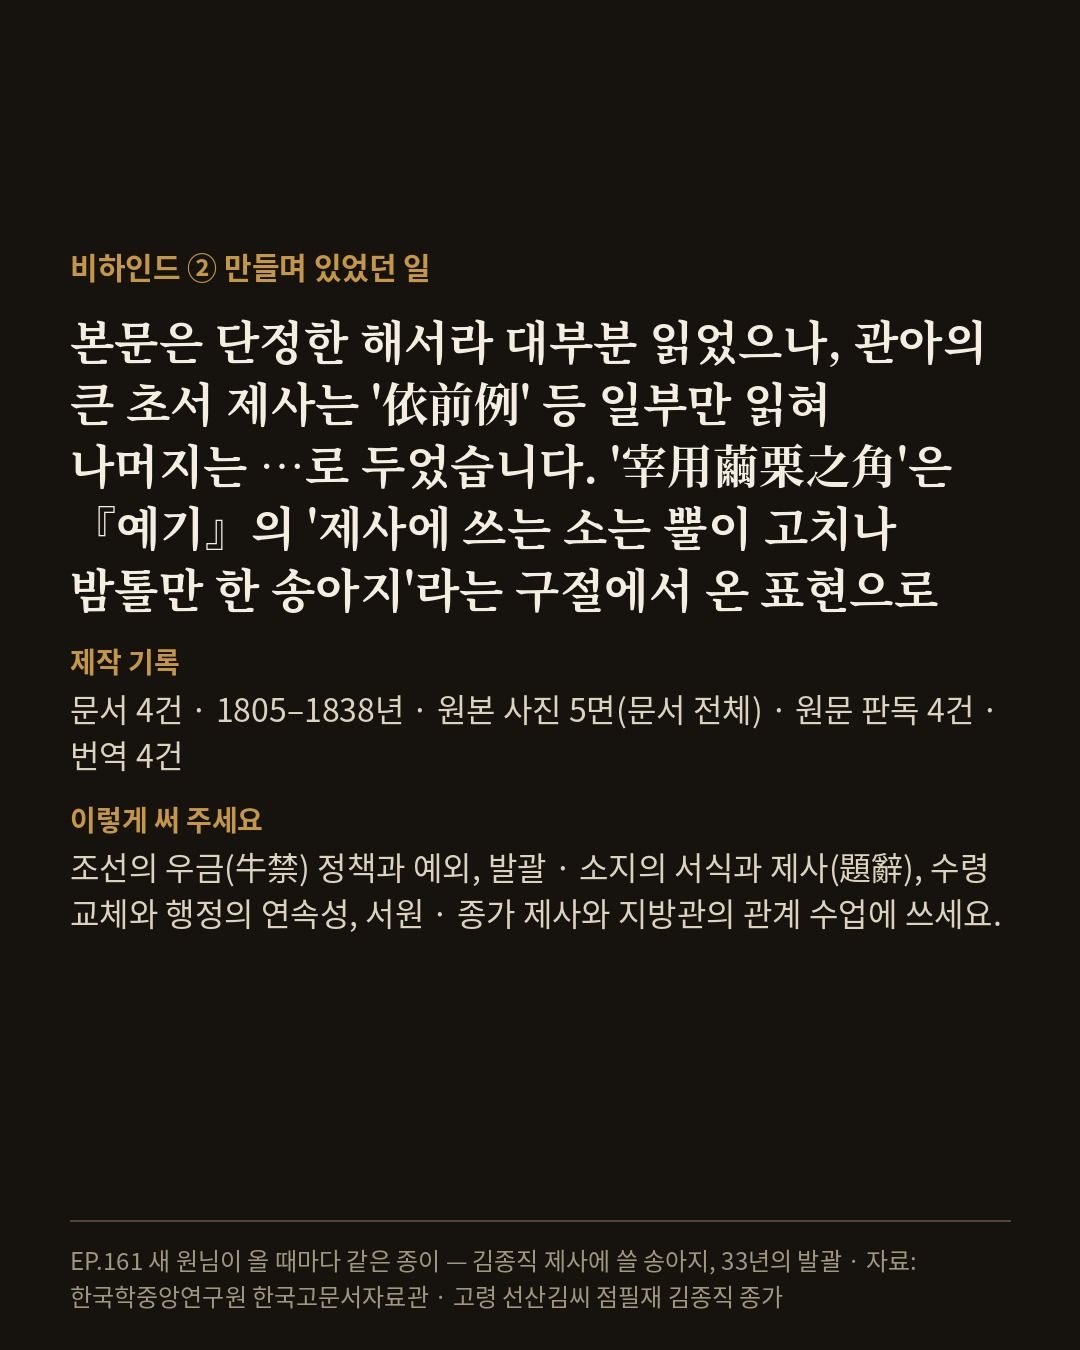 비하인드 ② 만들며 있었던 일
본문은 단정한 해서라 대부분 읽었으나, 관아의
큰 초서 제사는 '依前例' 등 일부만 읽혀
나머지는 …로 두었습니다. '宰用繭栗之角'은
『예기』의 '제사에 쓰는 소는 뿔이 고치나
밤톨만 한 송아지'라는 구절에서 온 표현으로
제작 기록
문서 4건 · 1805–1838년 · 원본 사진 5면(문서 전체) · 원문 판독 4건 ·
번역 4건
이렇게 써 주세요
조선의 우금(牛禁) 정책과 예외, 발괄 · 소지의 서식과 제사(題辭), 수령
교체와 행정의 연속성, 서원 · 종가 제사와 지방관의 관계 수업에 쓰세요.
EP.161 새 원님이 올 때마다 같은 종이 — 김종직 제사에 쓸 송아지, 33년의 발괄 · 자료:
한국학중앙연구원 한국고문서자료관 · 고령 선산김씨 점필재 김종직 종가